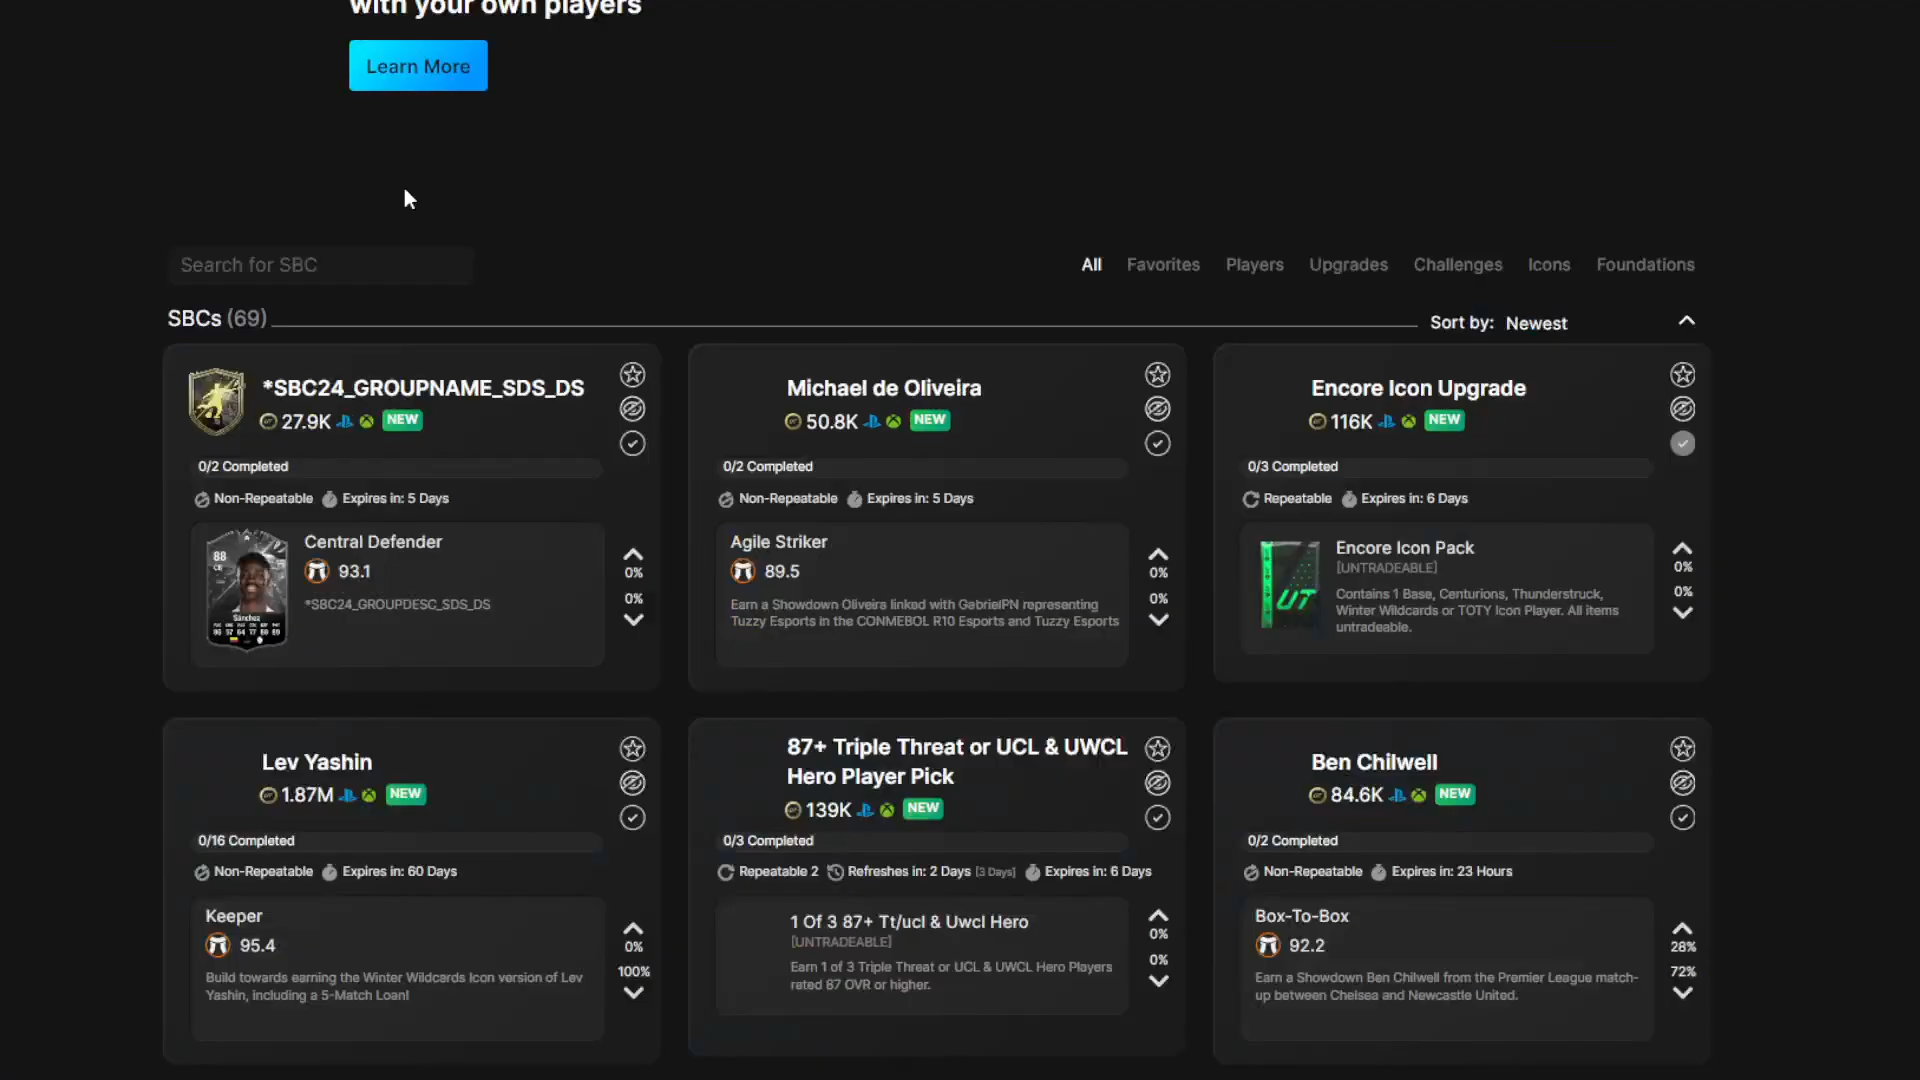 with your own players
Learn More
Search for SBC
All Favorites Players Upgrades Challenges Icons Foundations
SBCs (69)
Sort by: Newest
*SBC24_GROUPNAME_SDS_DS
27.9K NEW
0/2 Completed
Non-Repeatable Expires in: 5 Days
88
CB
Sánchez
Central Defender
93.1
*SBC24_GROUPDESC_SDS_DS
0%
0%
Michael de Oliveira
50.8K NEW
0/2 Completed
Non-Repeatable Expires in: 5 Days
Agile Striker
89.5
Earn a Showdown Oliveira linked with GabrielPN representing
Tuzzy Esports in the CONMEBOL R10 Esports and Tuzzy Esports
0%
0%
Encore Icon Upgrade
116K NEW
0/3 Completed
Repeatable Expires in: 6 Days
UT
Encore Icon Pack
[UNTRADEABLE]
Contains 1 Base, Centurions, Thunderstruck,
Winter Wildcards or TOTY Icon Player. All items
untradeable.
0%
0%
Lev Yashin
1.87M NEW
0/16 Completed
Non-Repeatable Expires in: 60 Days
Keeper
95.4
Build towards earning the Winter Wildcards Icon version of Lev
Yashin, including a 5-Match Loan!
0%
100%
87+ Triple Threat or UCL & UWCL
Hero Player Pick
139K NEW
0/3 Completed
Repeatable 2 Refreshes in: 2 Days [3 Days] Expires in: 6 Days
1 Of 3 87+ Tt/ucl & Uwcl Hero
[UNTRADEABLE]
Earn 1 of 3 Triple Threat or UCL & UWCL Hero Players
rated 87 OVR or higher.
0%
0%
Ben Chilwell
84.6K NEW
0/2 Completed
Non-Repeatable Expires in: 23 Hours
Box-To-Box
92.2
Earn a Showdown Ben Chilwell from the Premier League match-
up between Chelsea and Newcastle United.
28%
72%